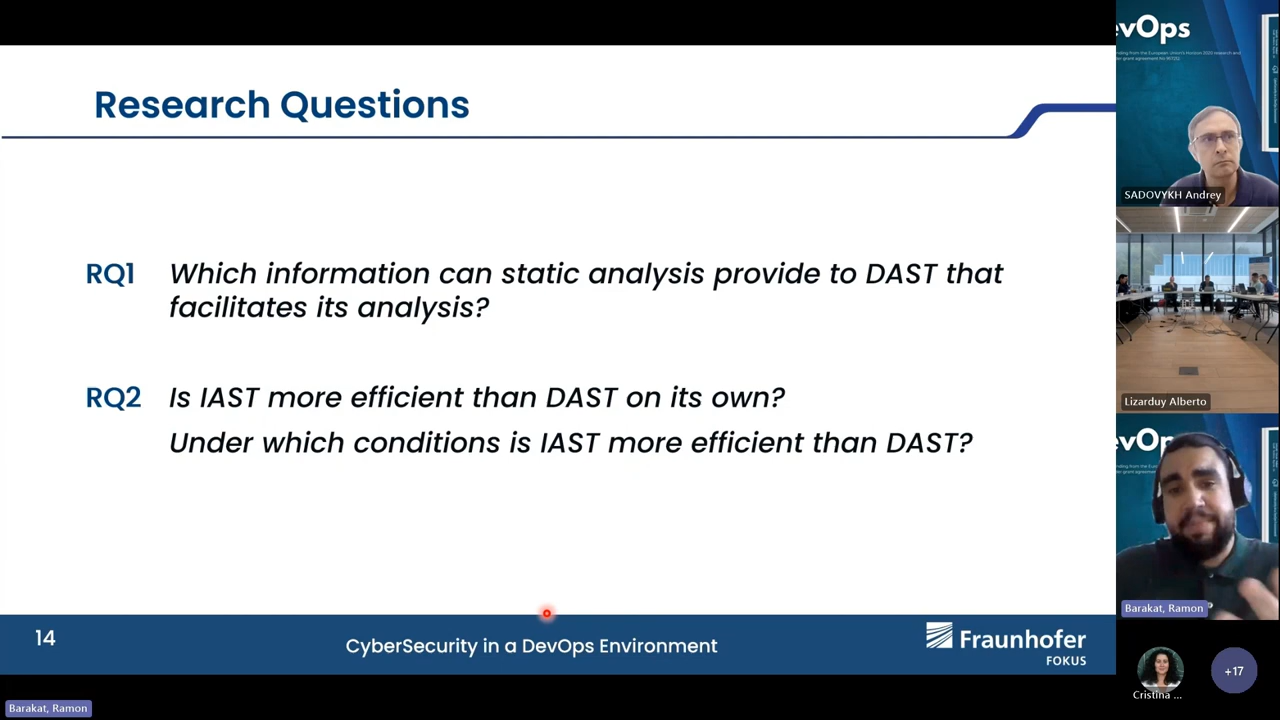 Research Questions
RQ1 Which information can static analysis provide to DAST that
facilitates its analysis?
RQ2 Is IAST more efficient than DAST on its own?
Under which conditions is IAST more efficient than DAST?
14
CyberSecurity in a DevOps Environment
Fraunhofer
FOKUS
Barakat, Ramon
evOps
SADOVYKH Andrey
Lizarduy Alberto
evOp
Barakat, Ramon
Cristina ...
+17